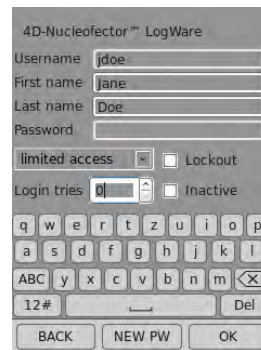 4D-Nucleofector™ LogWare
Username jdoe
First name Jane
Last name Doe
Password
limited access Lockout
Login tries 0 Inactive
q w e r t z u i o p
a s d f g h j k l
ABC y x c v b n m
12# Del
BACK NEW PW OK